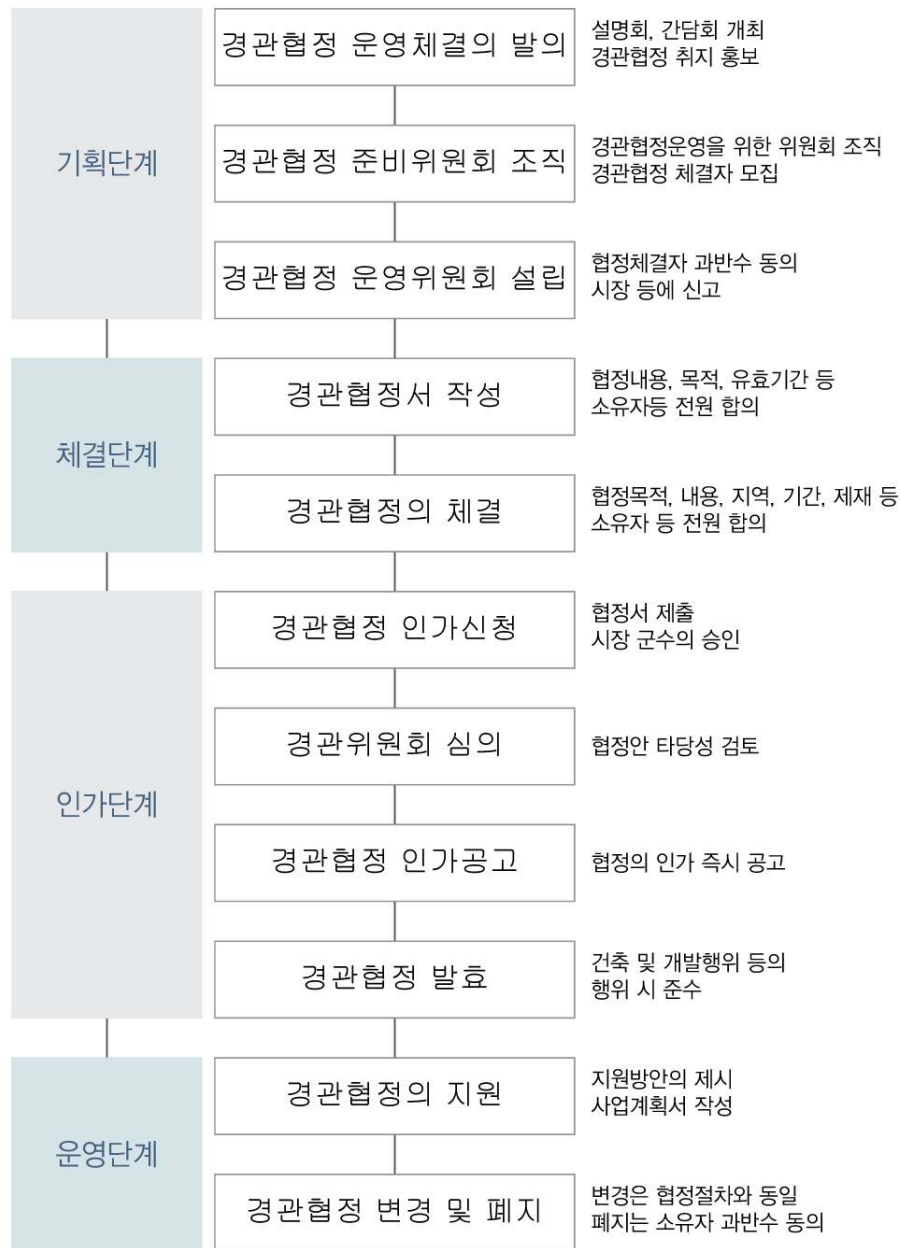 기획단계
경관협정 운영체결의 발의
설명회, 간담회 개최
경관협정 취지 홍보
경관협정 준비위원회 조직
경관협정운영을 위한 위원회 조직
경관협정 체결자 모집
경관협정 운영위원회 설립
협정체결자 과반수 동의
시장 등에 신고
체결단계
경관협정서 작성
협정내용, 목적, 유효기간 등
소유자등 전원 합의
경관협정의 체결
협정목적, 내용, 지역, 기간, 제재 등
소유자 등 전원 합의
인가단계
경관협정 인가신청
협정서 제출
시장 군수의 승인
경관위원회 심의
협정안 타당성 검토
경관협정 인가공고
협정의 인가 즉시 공고
경관협정 발효
건축 및 개발행위 등의
행위 시 준수
운영단계
경관협정의 지원
지원방안의 제시
사업계획서 작성
경관협정 변경 및 폐지
변경은 협정절차와 동일
폐지는 소유자 과반수 동의